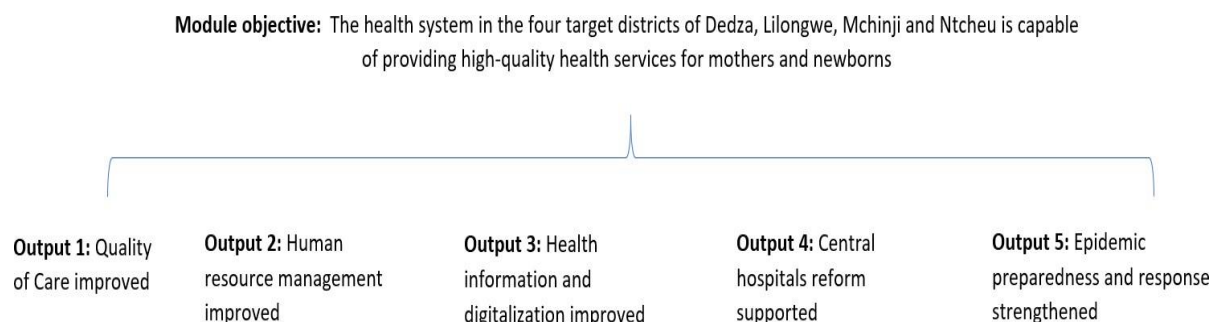 Module objective: The health system in the four target districts of Dedza, Lilongwe, Mchinji and Ntcheu is capable
of providing high-quality health services for mothers and newborns
Output 1: Quality
of Care improved
Output 2: Human
resource management
improved
Output 3: Health
information and
digitalization improved
Output 4: Central
hospitals reform
supported
Output 5: Epidemic
preparedness and response
strengthened